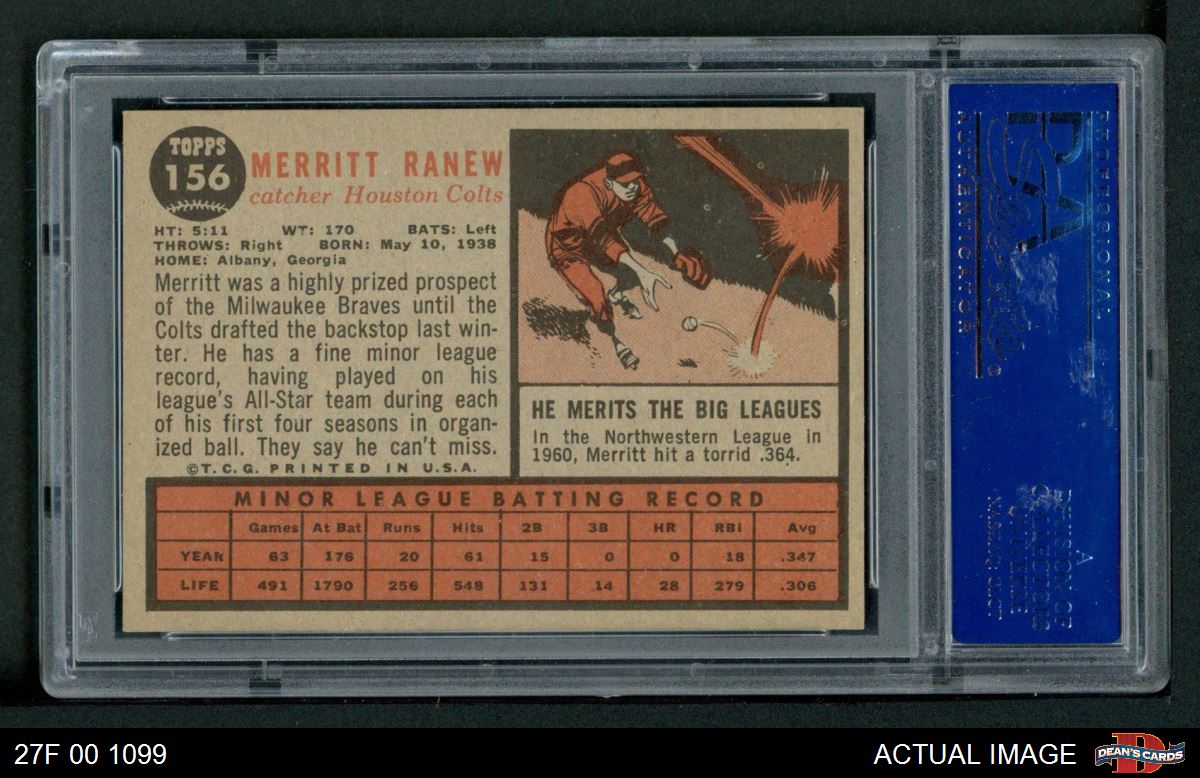 TOPPS
156
MERRITT RANEW
catcher Houston Colts
HT: 5:11 WT: 170 BATS: Left
THROWS: Right BORN: May 10, 1938
HOME: Albany, Georgia
Merritt was a highly prized prospect
of the Milwaukee Braves until the
Colts drafted the backstop last win-
ter. He has a fine minor league
record, having played on his
league's All-Star team during each
of his first four seasons in organ-
ized ball. They say he can't miss.
©T.C.G. PRINTED IN U.S.A.
HE MERITS THE BIG LEAGUES
In the Northwestern League in
1960, Merritt hit a torrid .364.
MINOR LEAGUE BATTING RECORD
Games At Bat Runs Hits 2B 3B HR RBI Avg
YEAR 63 176 20 61 15 0 0 18 .347
LIFE 491 1790 256 548 131 14 28 279 .306
PROFESSIONAL
PSA
AUTHENTICATOR
A
DIVISION OF
COLLECTORS
UNIVERSE
NASDAQ: CLCT
27F 00 1099
ACTUAL IMAGE
DEAN'S CARDS